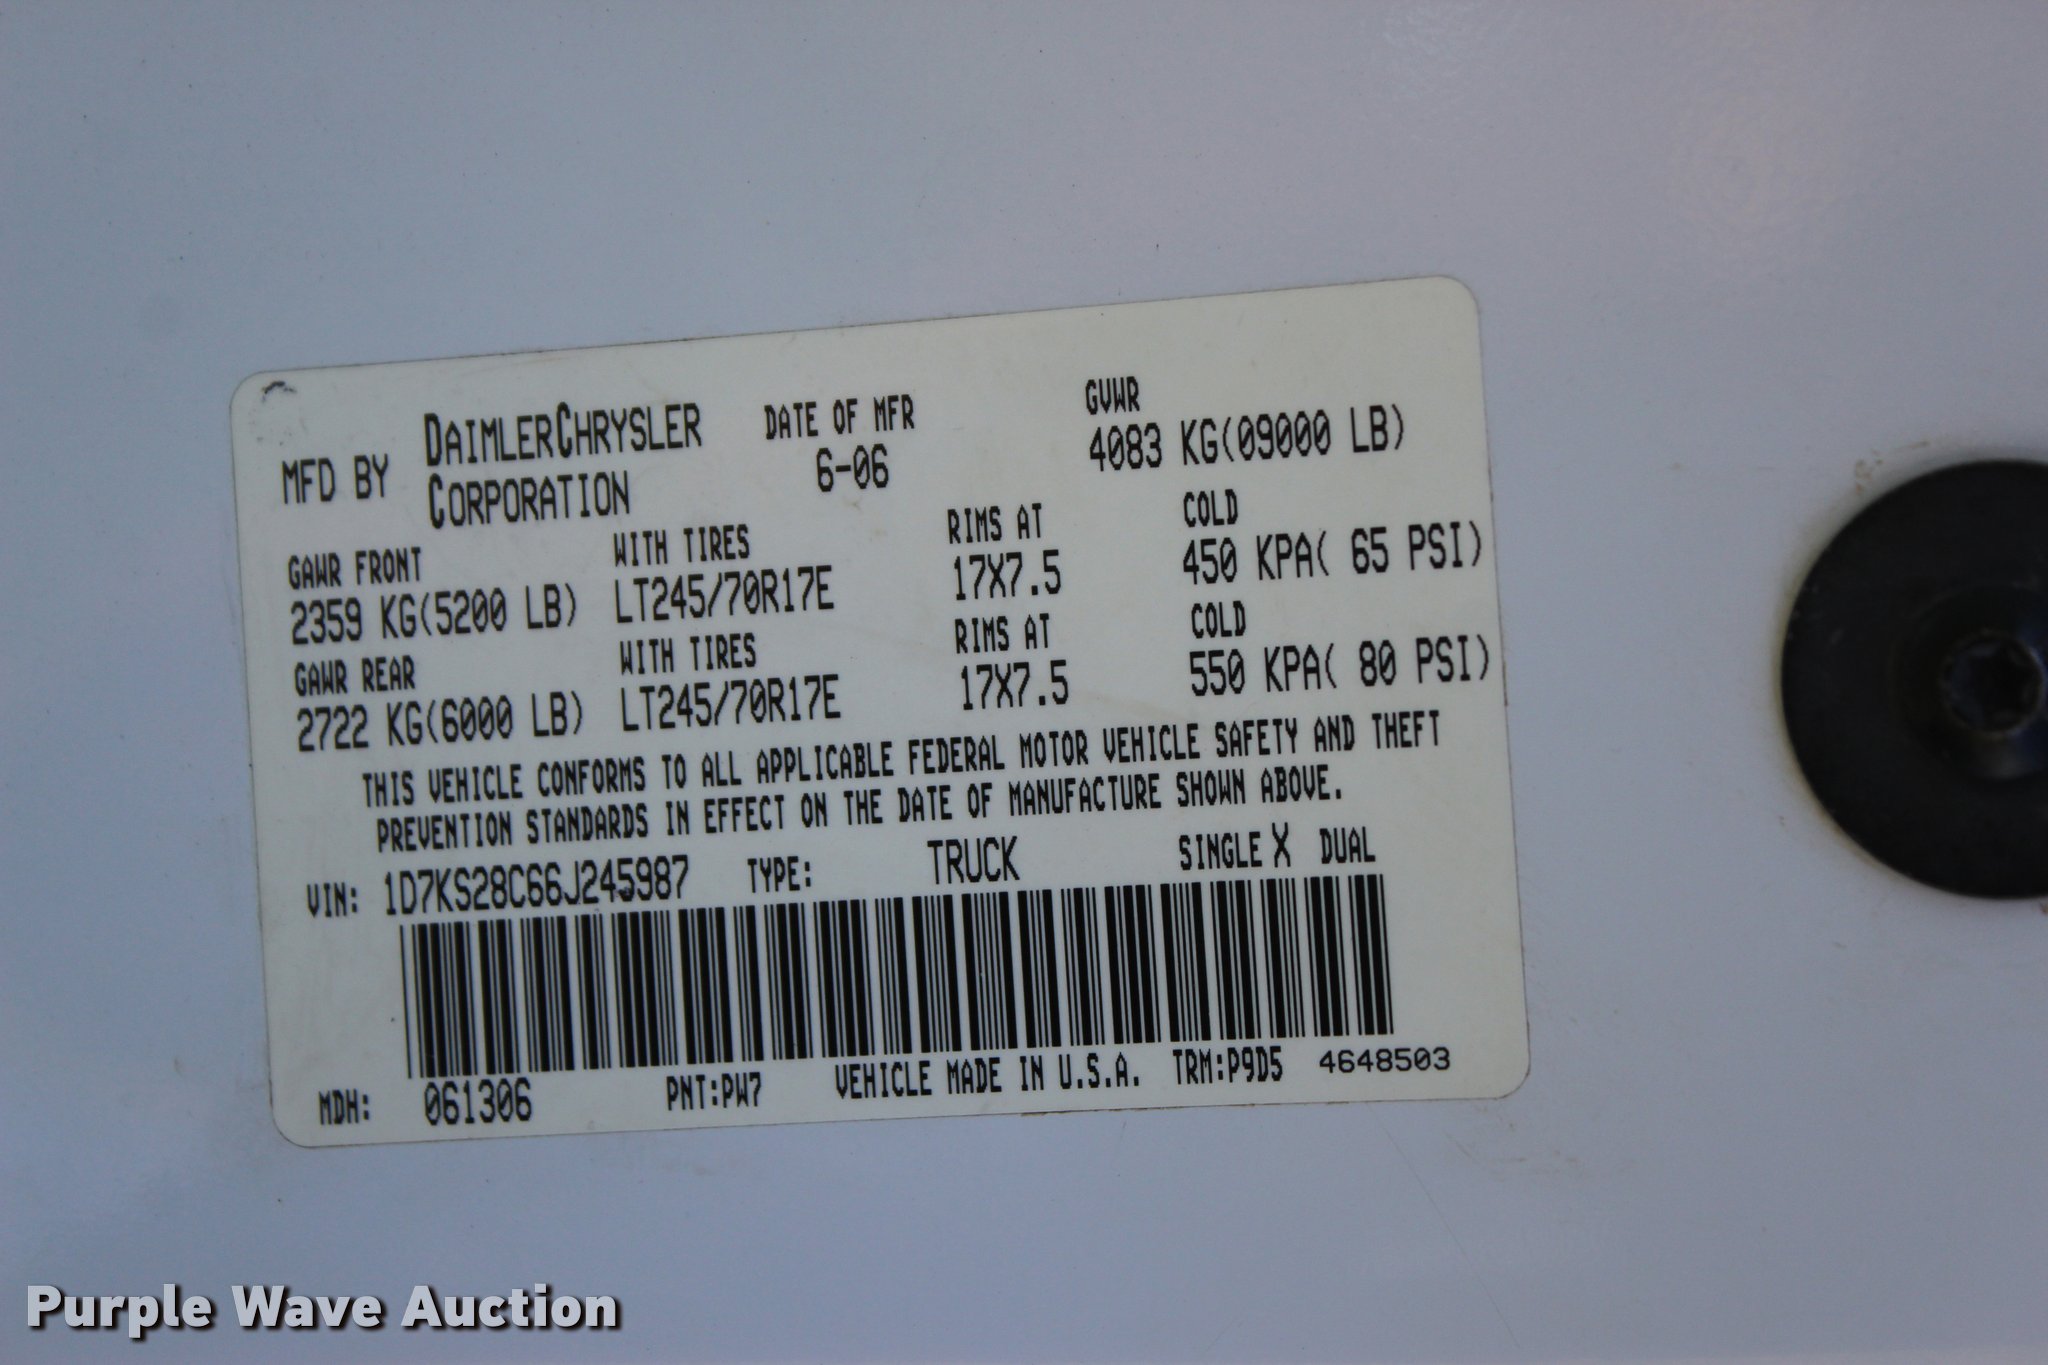 MFD BY DAIMLERCHRYSLER CORPORATION DATE OF MFR 6-06 GVWR 4083 KG(09000 LB)
GAWR FRONT WITH TIRES RIMS AT COLD
2359 KG(5200 LB) LT245/70R17E 17X7.5 450 KPA( 65 PSI)
GAWR REAR WITH TIRES RIMS AT COLD
2722 KG(6000 LB) LT245/70R17E 17X7.5 550 KPA( 80 PSI)
THIS VEHICLE CONFORMS TO ALL APPLICABLE FEDERAL MOTOR VEHICLE SAFETY AND THEFT
PREVENTION STANDARDS IN EFFECT ON THE DATE OF MANUFACTURE SHOWN ABOVE.
VIN: 1D7KS28C66J245987 TYPE: TRUCK SINGLE X DUAL
MDH: 061306 PNT:PW7 VEHICLE MADE IN U.S.A. TRM:P9D5 4648503
Purple Wave Auction